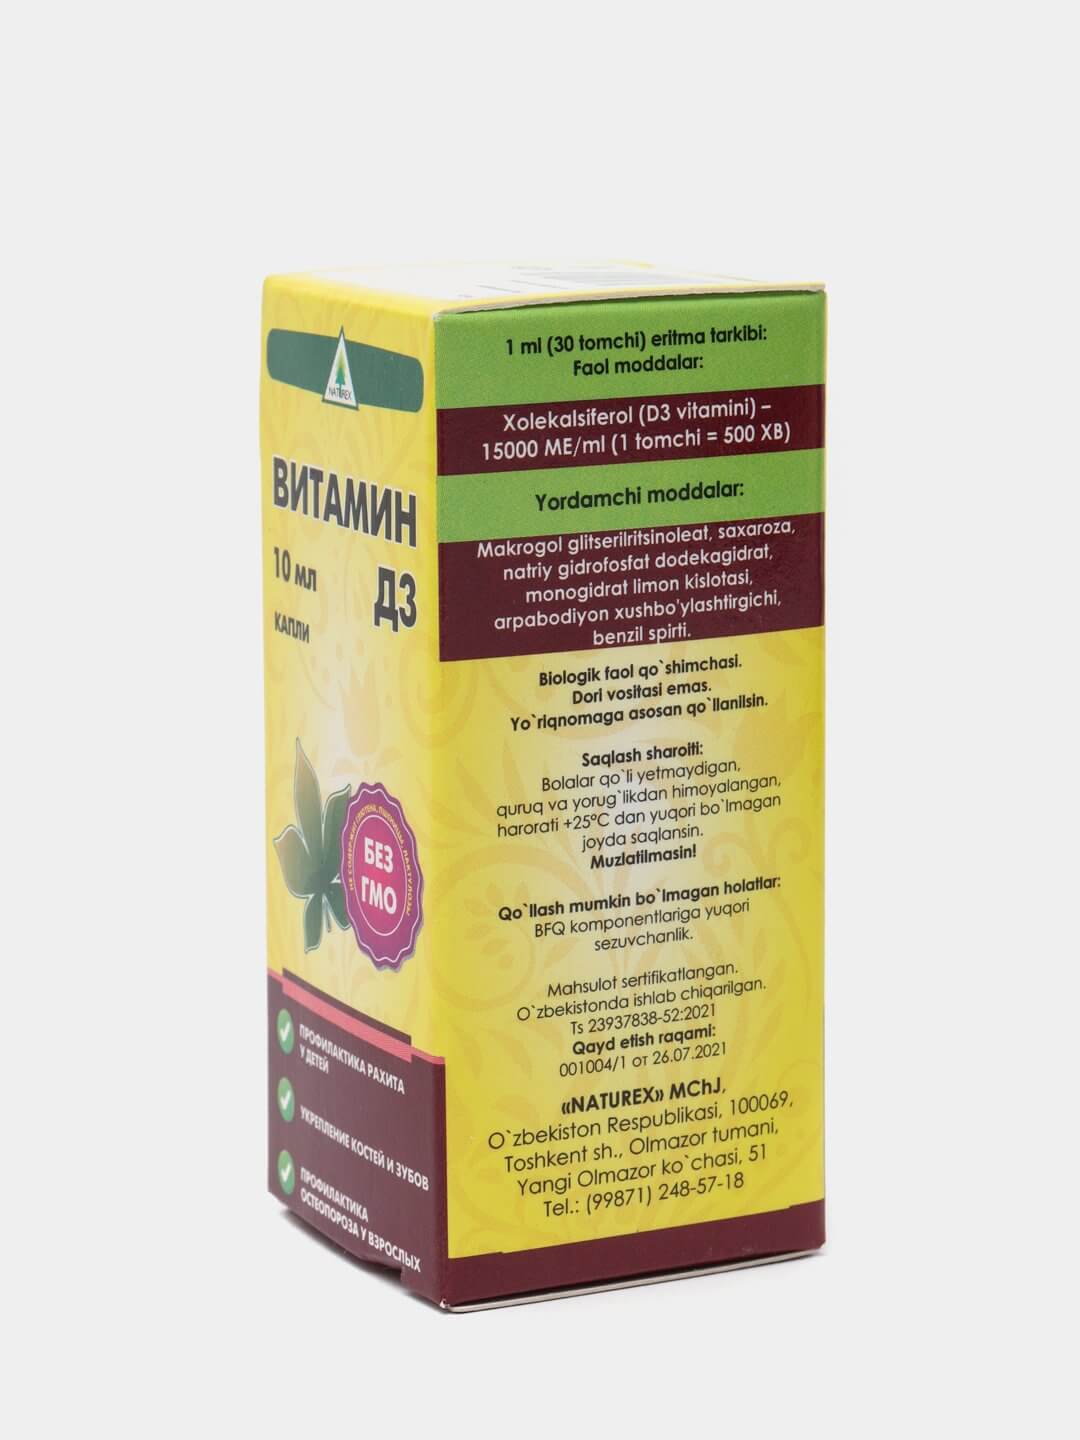 NATUREX
ВИТАМИН
Д3
10 мл
КАПЛИ
НЕ СОДЕРЖИТ ГЛЮТЕНА, ПШЕНИЦЫ, ЛАКТУЛОЗЫ
БЕЗ
ГМО
ПРОФИЛАКТИКА РАХИТА
У ДЕТЕЙ
УКРЕПЛЕНИЕ КОСТЕЙ И ЗУБОВ
ПРОФИЛАКТИКА
ОСТЕОПОРОЗА У ВЗРОСЛЫХ
1 ml (30 tomchi) eritma tarkibi:
Faol moddalar:
Xolekalsiferol (D3 vitamini) –
15000 ME/ml (1 tomchi = 500 XB)
Yordamchi moddalar:
Makrogol glitserilritsinoleat, saxaroza,
natriy gidrofosfat dodekagidrat,
monogidrat limon kislotasi,
arpabodiyon xushbo'ylashtirgichi,
benzil spirti.
Biologik faol qo`shimchasi.
Dori vositasi emas.
Yo`riqnomaga asosan qo`llanilsin.
Saqlash sharoiti:
Bolalar qo`li yetmaydigan,
quruq va yorug`likdan himoyalangan,
harorati +25°C dan yuqori bo`lmagan
joyda saqlansin.
Muzlatilmasin!
Qo`llash mumkin bo`lmagan holatlar:
BFQ komponentlariga yuqori
sezuvchanlik.
Mahsulot sertifikatlangan.
O`zbekistonda ishlab chiqarilgan.
Ts 23937838-52:2021
Qayd etish raqami:
001004/1 от 26.07.2021
«NATUREX» MChJ,
O`zbekiston Respublikasi, 100069,
Toshkent sh., Olmazor tumani,
Yangi Olmazor ko`chasi, 51
Tel.: (99871) 248-57-18